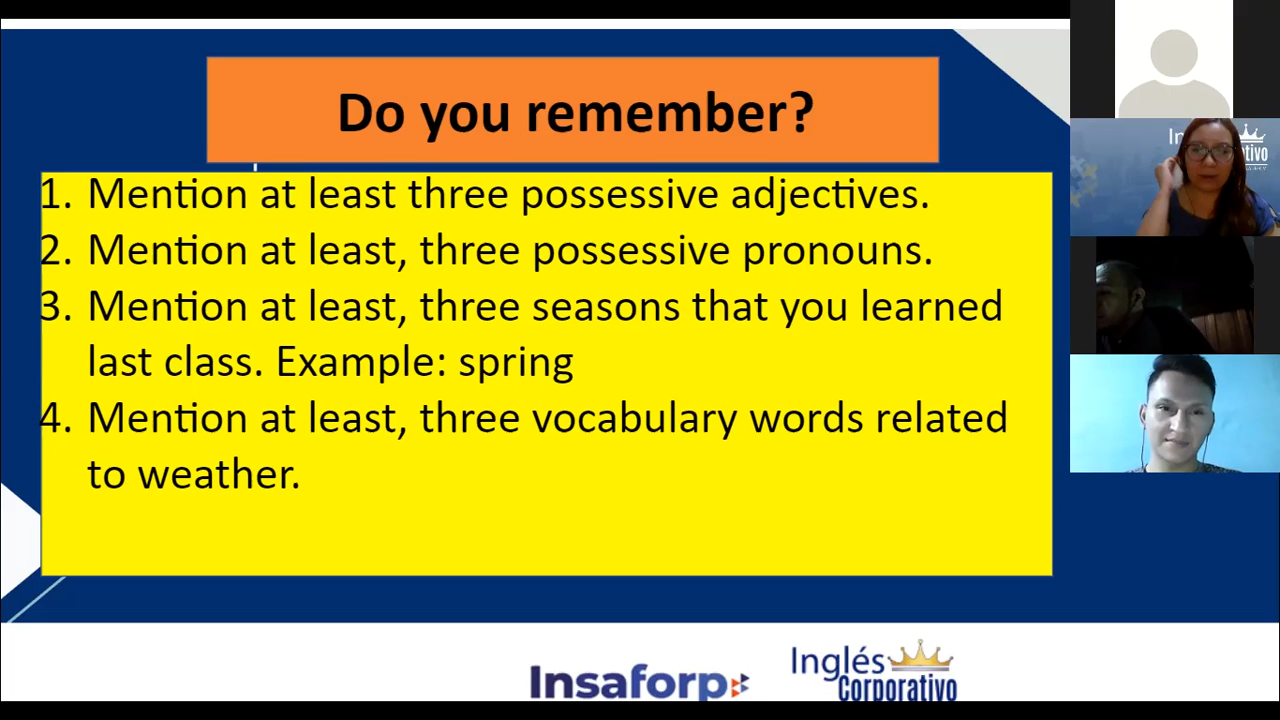 Do you remember?
1. Mention at least three possessive adjectives.
2. Mention at least, three possessive pronouns.
3. Mention at least, three seasons that you learned
last class. Example: spring
4. Mention at least, three vocabulary words related
to weather.
Insaforp
Inglés
Corporativo